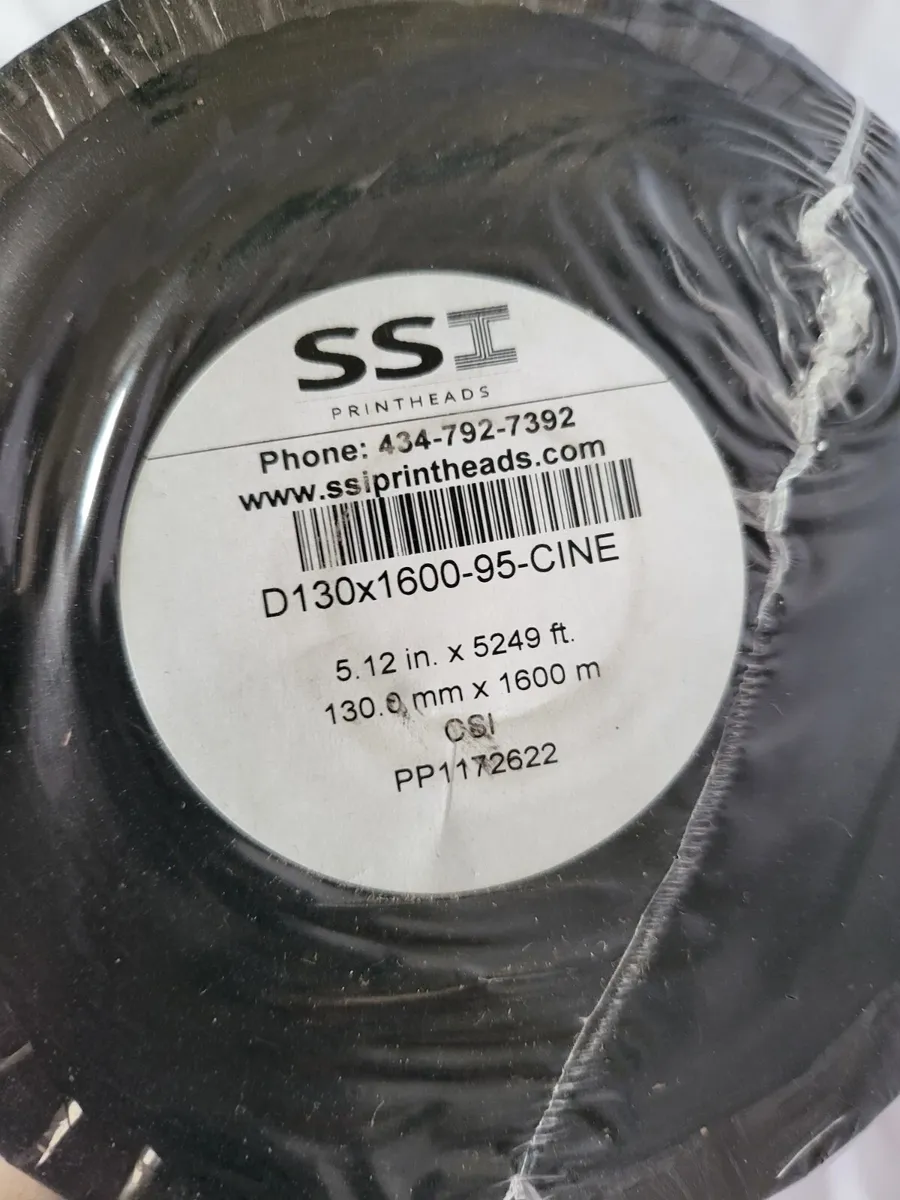 SSI
PRINTHEADS
Phone: 434-792-7392
www.ssiprintheads.com
D130x1600-95-CINE
5.12 in. x 5249 ft.
130.0 mm x 1600 m
CSI
PP1172622